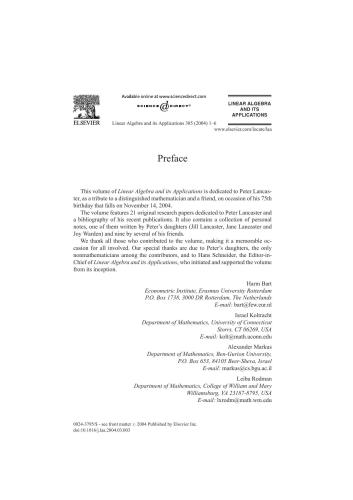 Available online at www.sciencedirect.com
SCIENCE DIRECT®
LINEAR ALGEBRA
AND ITS
APPLICATIONS
ELSEVIER
Linear Algebra and its Applications 385 (2004) 1–6
www.elsevier.com/locate/laa
Preface
This volume of Linear Algebra and its Applications is dedicated to Peter Lancas-
ter, as a tribute to a distinguished mathematician and a friend, on occasion of his 75th
birthday that falls on November 14, 2004.
The volume features 21 original research papers dedicated to Peter Lancaster and
a bibliography of his recent publications. It also contains a collection of personal
notes, one of them written by Peter's daughters (Jill Lancaster, Jane Lancaster and
Joy Warden) and nine by several of his friends.
We thank all those who contributed to the volume, making it a memorable oc-
casion for all involved. Our special thanks are due to Peter's daughters, the only
nonmathematicians among the contributors, and to Hans Schneider, the Editor-in-
Chief of Linear Algebra and its Applications, who initiated and supported the volume
from its inception.
Harm Bart
Econometric Institute, Erasmus University Rotterdam
P.O. Box 1738, 3000 DR Rotterdam, The Netherlands
E-mail: bart@few.eur.nl
Israel Koltracht
Department of Mathematics, University of Connecticut
Storrs, CT 06269, USA
E-mail: kolt@math.uconn.edu
Alexander Markus
Department of Mathematics, Ben-Gurion University,
P.O. Box 653, 84105 Beer-Sheva, Israel
E-mail: markus@cs.bgu.ac.il
Leiba Rodman
Department of Mathematics, College of William and Mary
Williamsburg, VA 23187-8795, USA
E-mail: lxrodm@math.wm.edu
0024-3795/$ - see front matter © 2004 Published by Elsevier Inc.
doi:10.1016/j.laa.2004.03.003